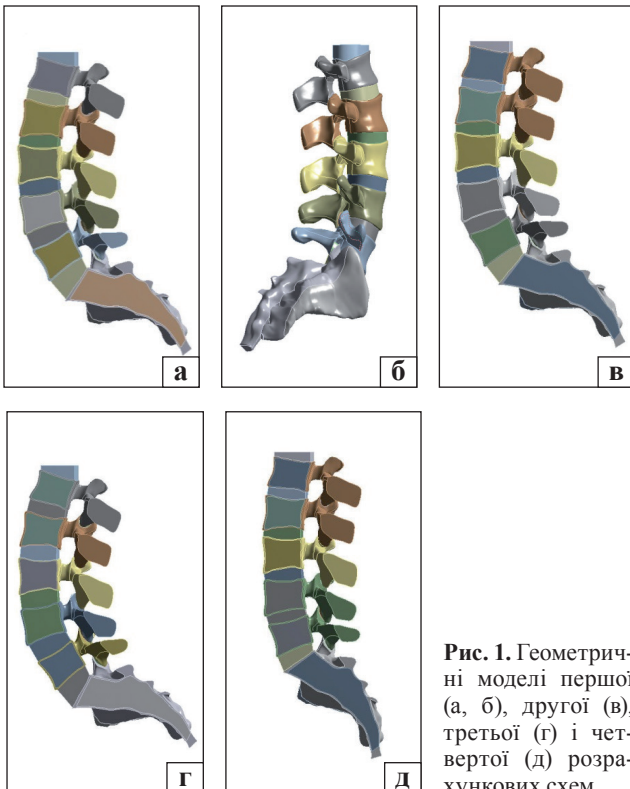 а
б
в
г
д
Рис. 1. Геометрич-
ні моделі першої
(а, б), другої (в),
третьої (г) і чет-
вертої (д) розра-
хункових схем